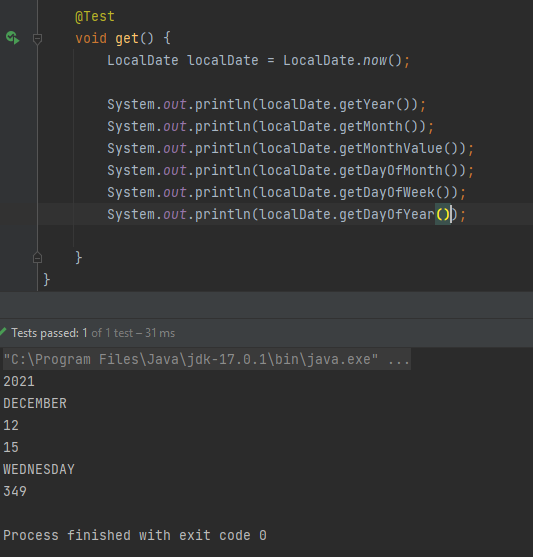 @Test
void get() {
LocalDate localDate = LocalDate.now();
System.out.println(localDate.getYear());
System.out.println(localDate.getMonth());
System.out.println(localDate.getMonthValue());
System.out.println(localDate.getDayOfMonth());
System.out.println(localDate.getDayOfWeek());
System.out.println(localDate.getDayOfYear());
}
}
Tests passed: 1 of 1 test – 31 ms
"C:\Program Files\Java\jdk-17.0.1\bin\java.exe" ...
2021
DECEMBER
12
15
WEDNESDAY
349
Process finished with exit code 0